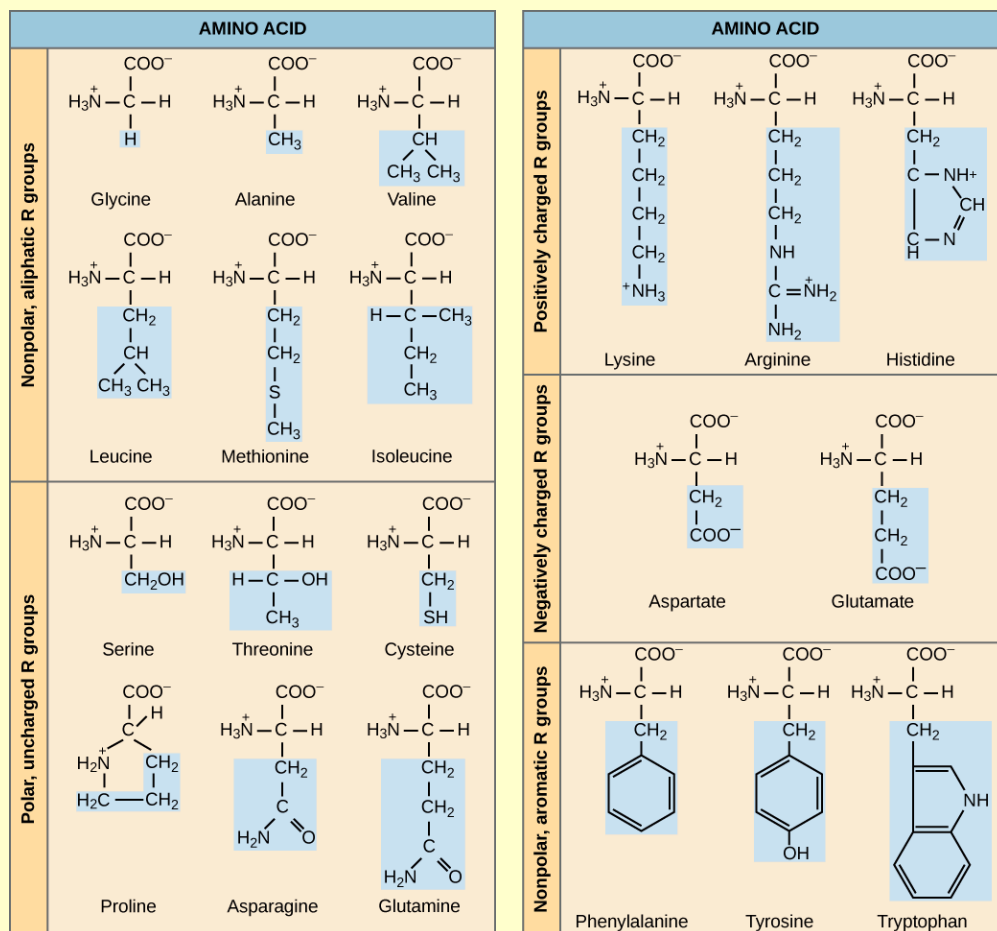 AMINO ACID
Nonpolar, aliphatic R groups
COO⁻ COO⁻ COO⁻
H₃N⁺ — C — H H₃N⁺ — C — H H₃N⁺ — C — H
H CH₃ CH
CH₃ CH₃
Glycine Alanine Valine
COO⁻ COO⁻ COO⁻
H₃N⁺ — C — H H₃N⁺ — C — H H₃N⁺ — C — H
CH₂ CH₂ H — C — CH₃
CH CH₂ CH₂
CH₃ CH₃ S CH₃
CH₃
Leucine Methionine Isoleucine
Polar, uncharged R groups
COO⁻ COO⁻ COO⁻
H₃N⁺ — C — H H₃N⁺ — C — H H₃N⁺ — C — H
CH₂OH H — C — OH CH₂
CH₃ SH
Serine Threonine Cysteine
COO⁻ COO⁻ COO⁻
H
C H₃N⁺ — C — H H₃N⁺ — C — H
H₂N⁺ CH₂ CH₂ CH₂
H₂C — CH₂ C CH₂
H₂N O C
H₂N O
Proline Asparagine Glutamine
AMINO ACID
Positively charged R groups
COO⁻ COO⁻ COO⁻
H₃N⁺ — C — H H₃N⁺ — C — H H₃N⁺ — C — H
CH₂ CH₂ CH₂
CH₂ CH₂ C — NH+
CH₂ CH₂ CH
CH₂ NH C — N
H
⁺NH₃ C = N⁺H₂
NH₂
Lysine Arginine Histidine
Negatively charged R groups
COO⁻ COO⁻
H₃N⁺ — C — H H₃N⁺ — C — H
CH₂ CH₂
COO⁻ CH₂
COO⁻
Aspartate Glutamate
Nonpolar, aromatic R groups
COO⁻ COO⁻ COO⁻
H₃N⁺ — C — H H₃N⁺ — C — H H₃N⁺ — C — H
CH₂ CH₂ CH₂
NH
OH
Phenylalanine Tyrosine Tryptophan